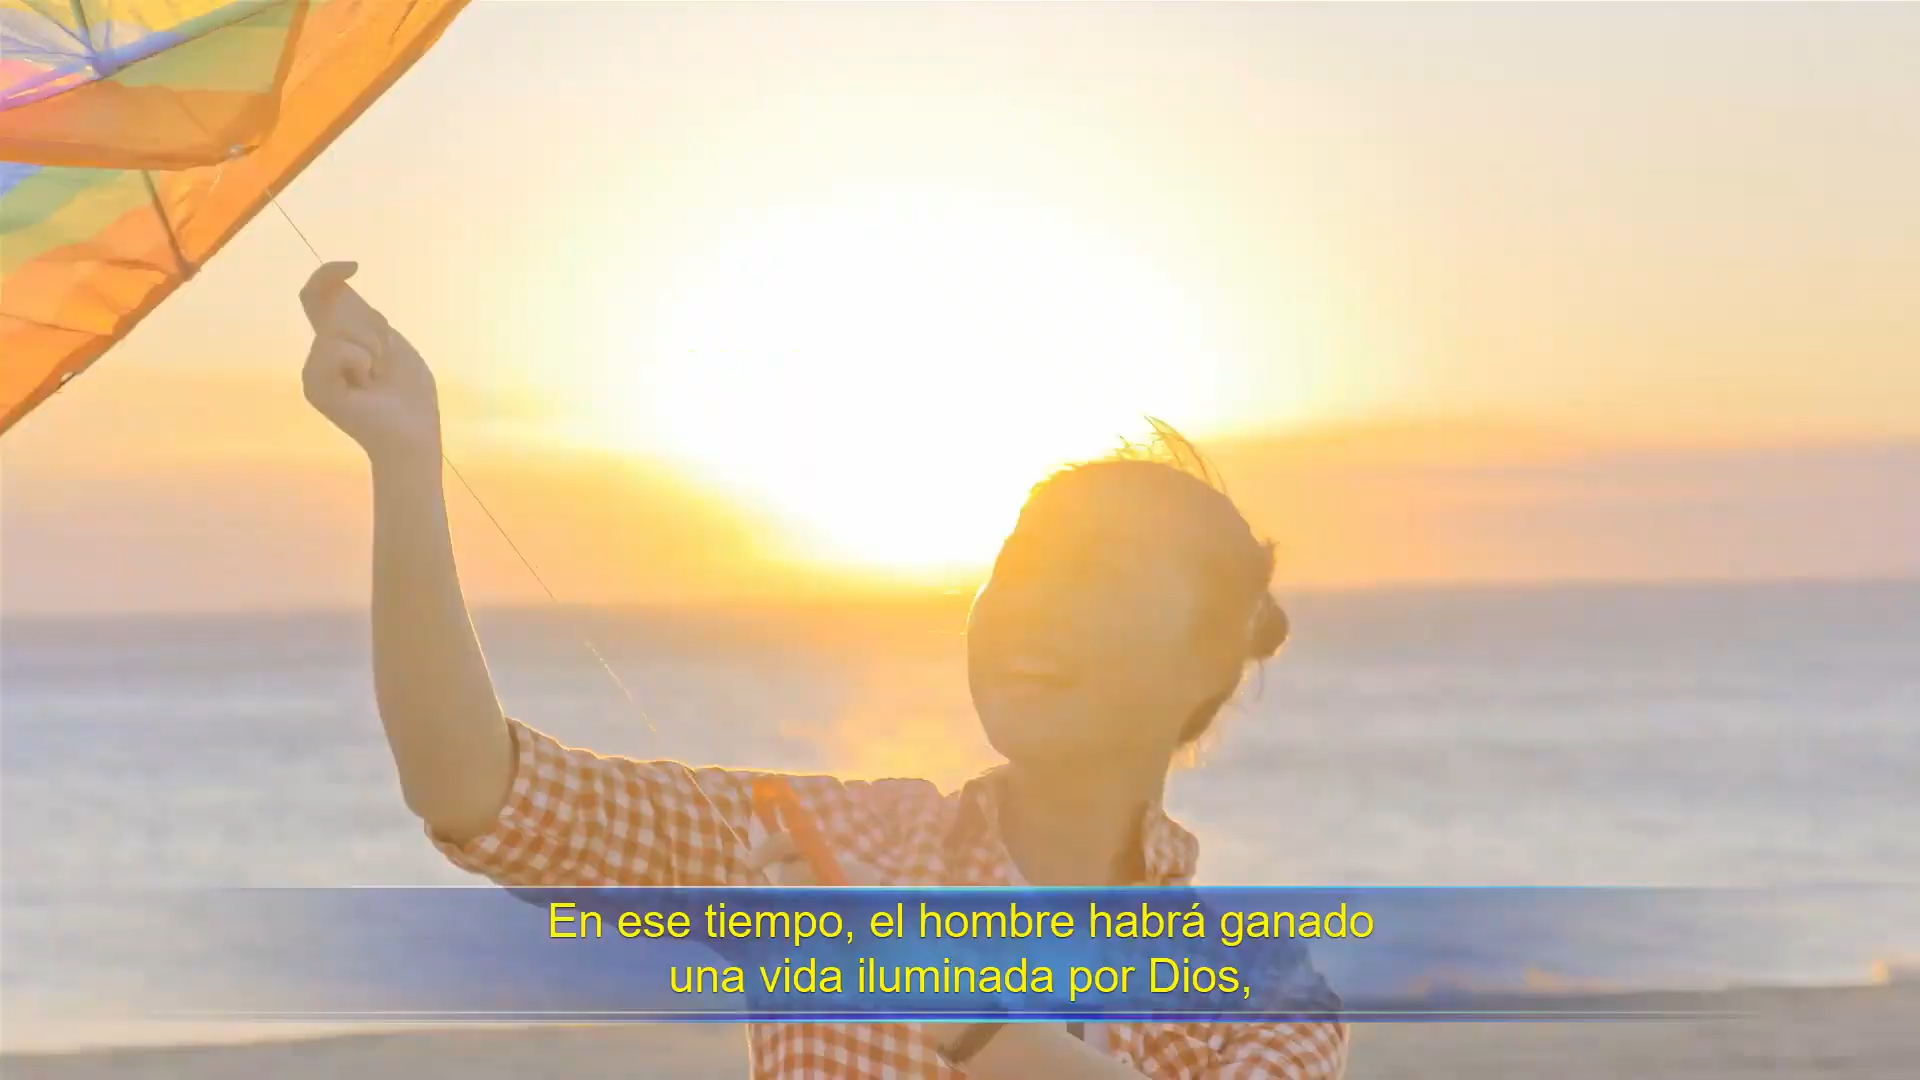 En ese tiempo, el hombre habrá ganado
una vida iluminada por Dios,